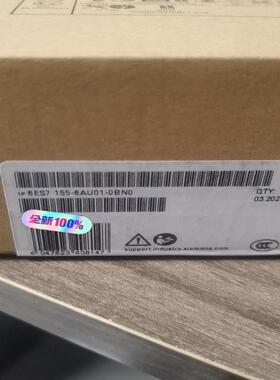 1P 6ES7 155-6AU01-0BN0
QTY:
03.202
全新100%
support.industry.siemens.com
CCC
4 047623 408147